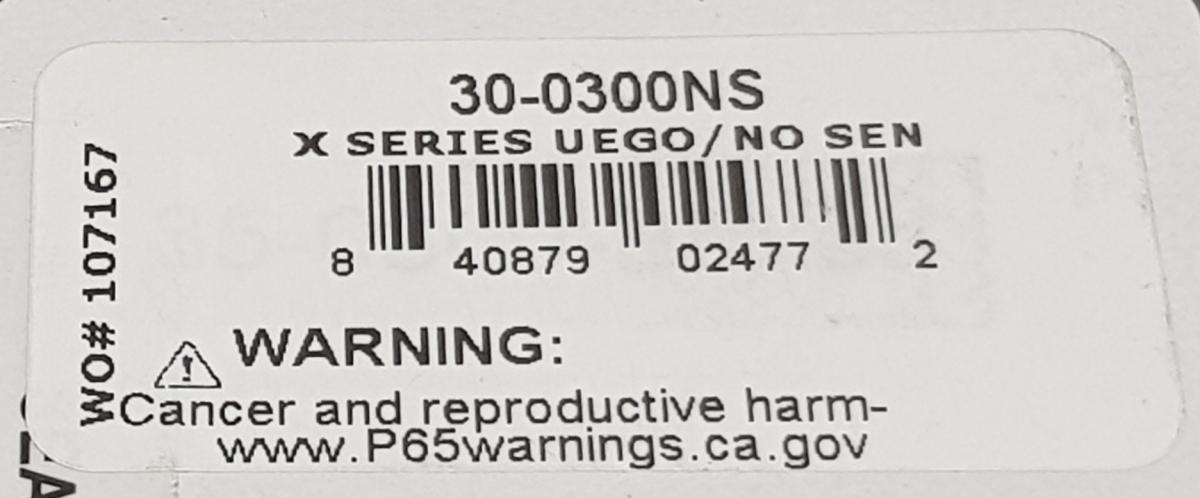 30-0300NS
X SERIES UEGO/NO SEN
8 40879 02477 2
WO# 107167
WARNING:
Cancer and reproductive harm-
www.P65warnings.ca.gov